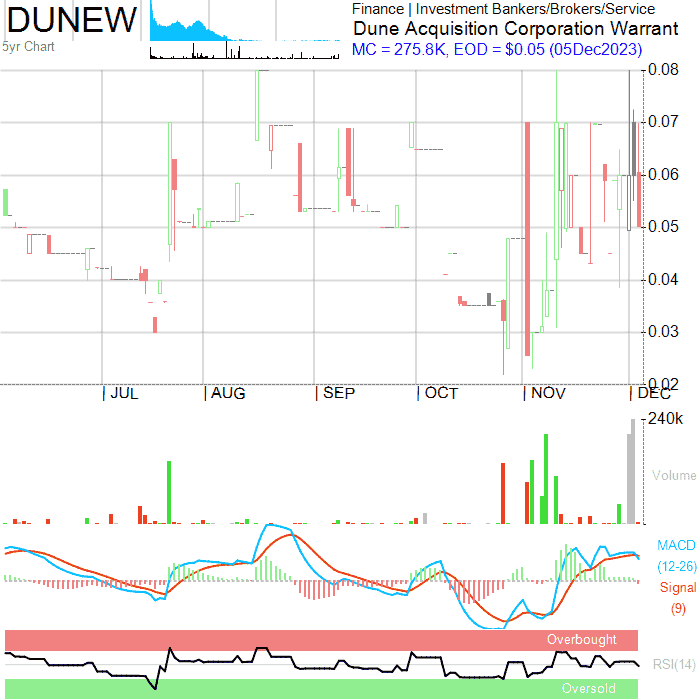 DUNEW
5yr Chart
Finance | Investment Bankers/Brokers/Service
Dune Acquisition Corporation Warrant
MC = 275.8K, EOD = $0.05 (05Dec2023)
0.08
0.07
0.06
0.05
0.04
0.03
0.02
| JUL | AUG | SEP | OCT | NOV | DEC
240k
Volume
MACD
(12-26)
Signal
(9)
Overbought
RSI(14)
Oversold